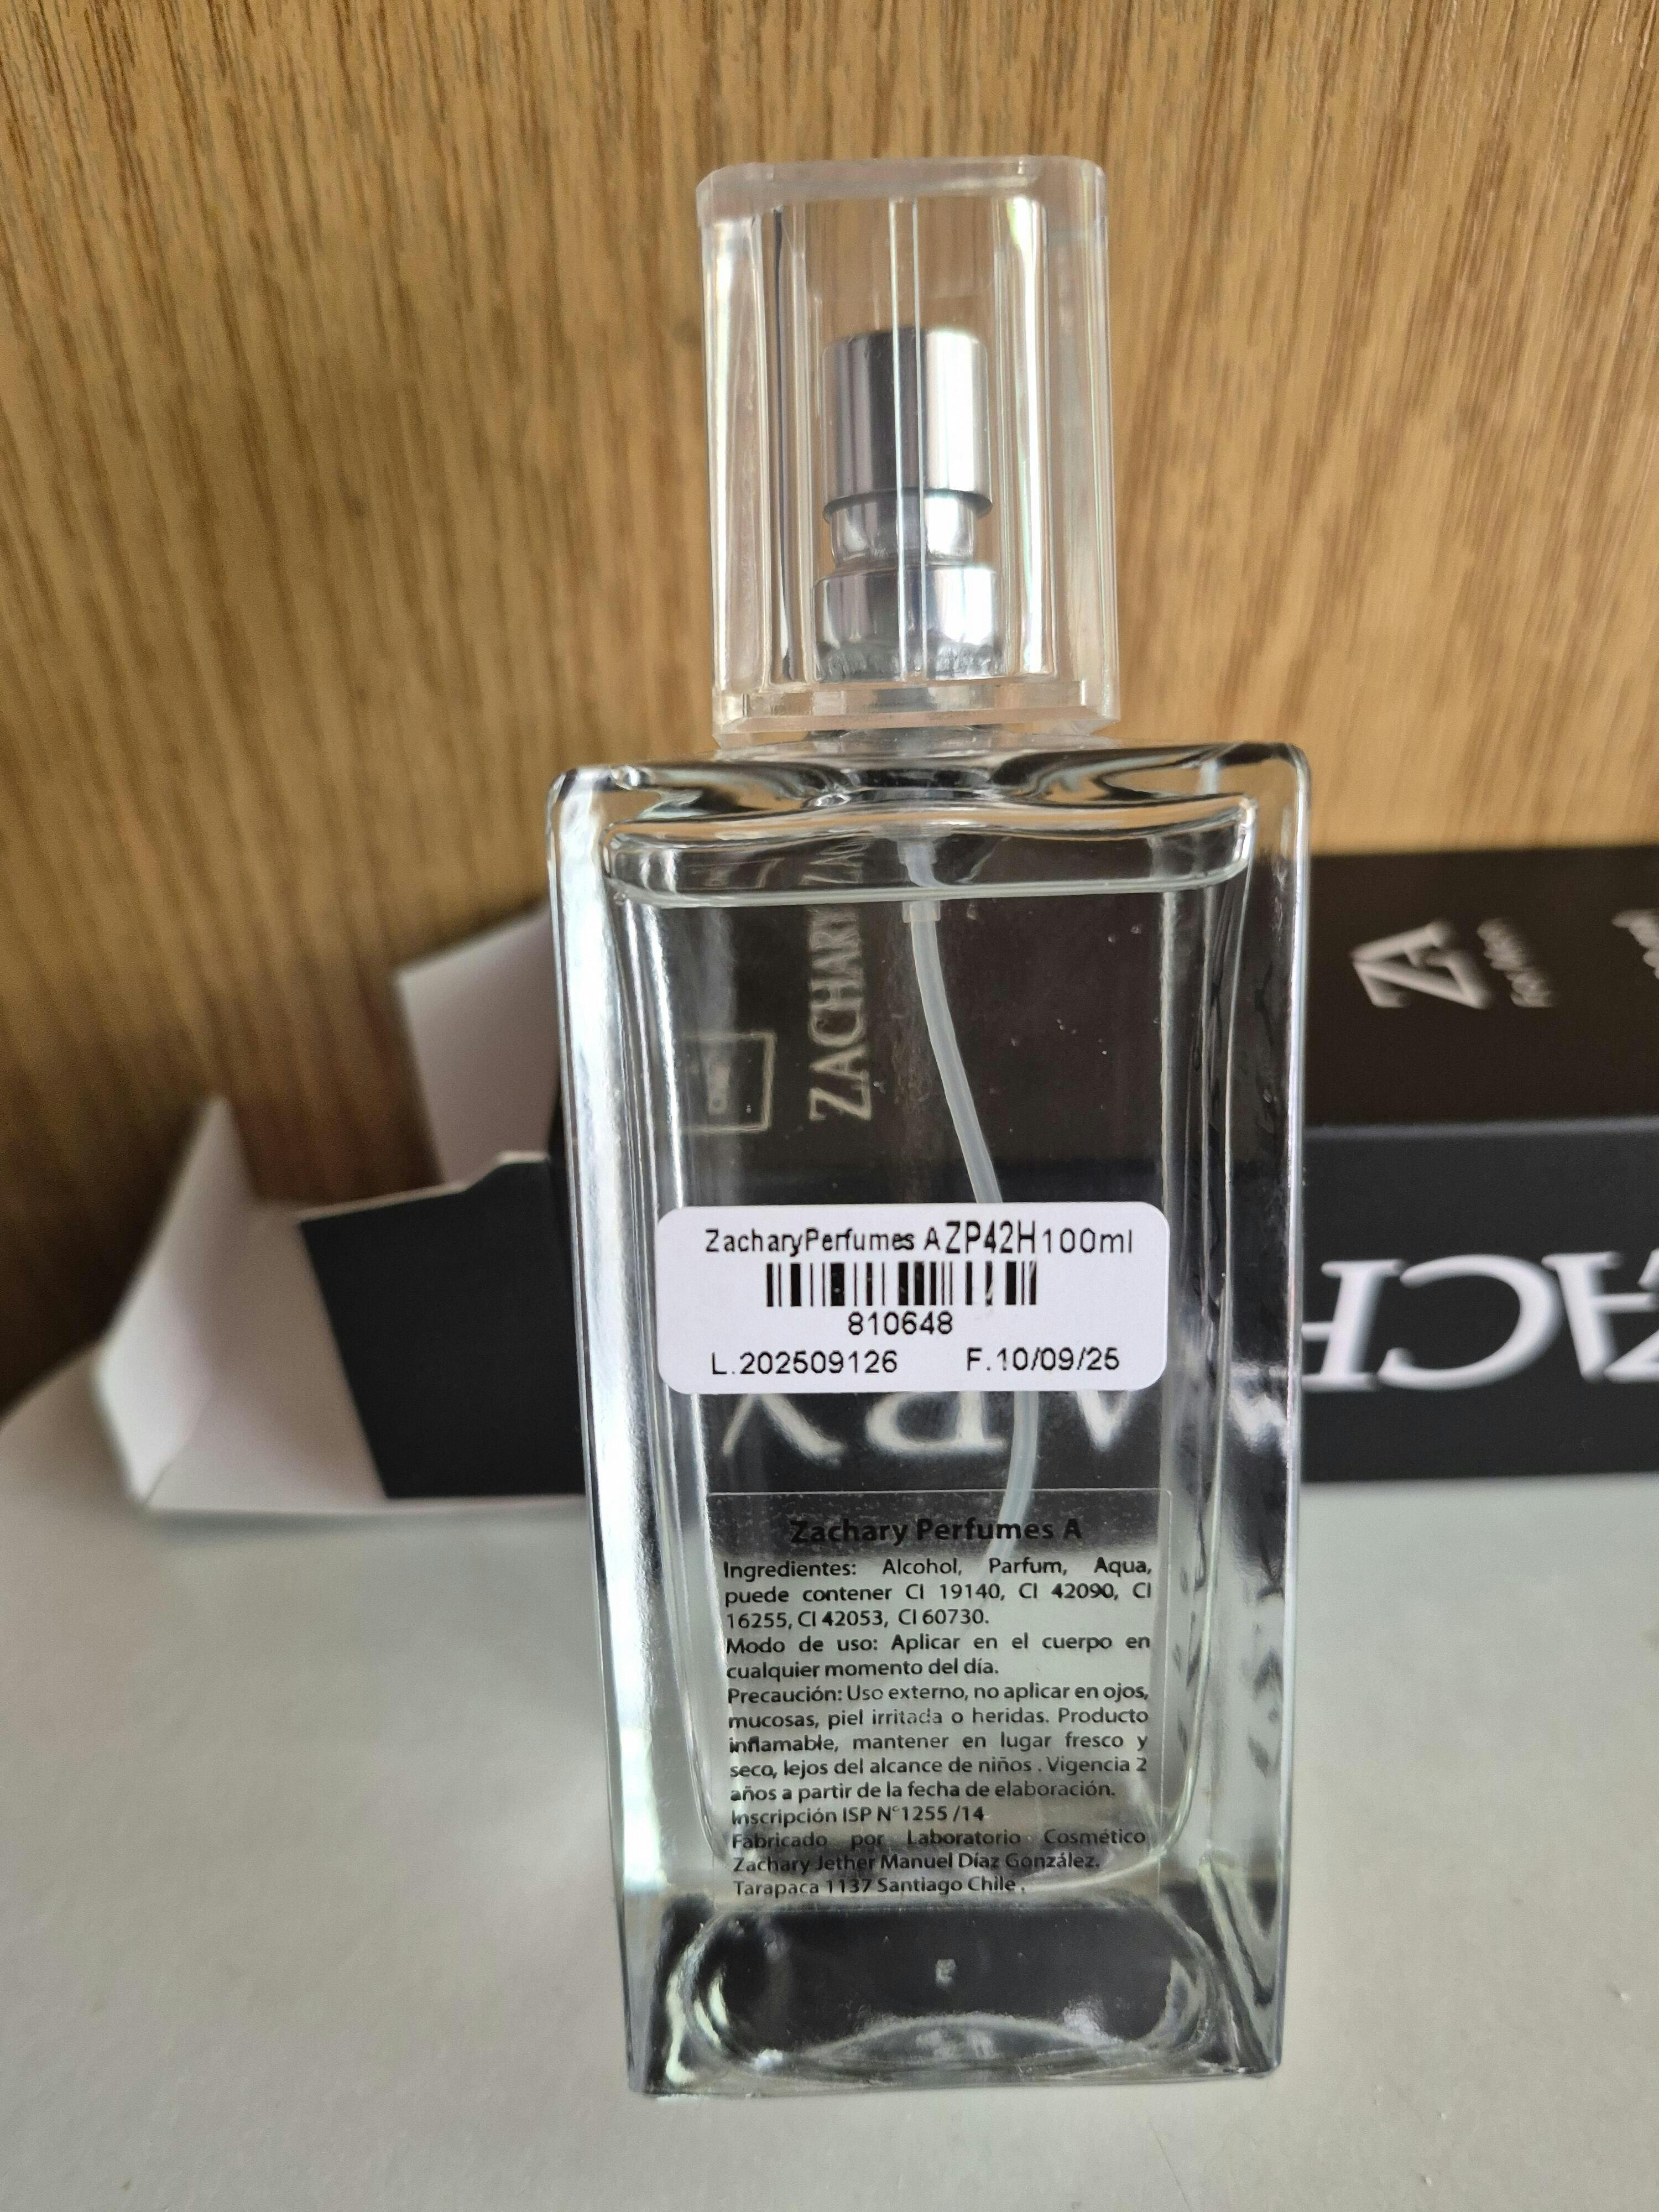 ZachatyPerfumes AZP42H100ml
810648
L.202509126 F.10/09/25
Zachary Perfumes A
Ingredientes: Alcohol, Parfum, Aqua,
puede contener CI 19140, CI 42090, CI
16255, CI 42053, CI 60730.
Modo de uso: Aplicar en el cuerpo en
cualquier momento del día.
Precaución: Uso externo, no aplicar en ojos,
mucosas, piel irritada o heridas. Producto
inflamable, mantener en lugar fresco y
seco, lejos del alcance de niños . Vigencia 2
años a partir de la fecha de elaboración.
Inscripción ISP N°1255 /14
Fabricado por Laboratorio Cosmético
Zachary Jether Manuel Díaz González.
Tarapaca 1137 Santiago Chile .
ZACHARY
ZA